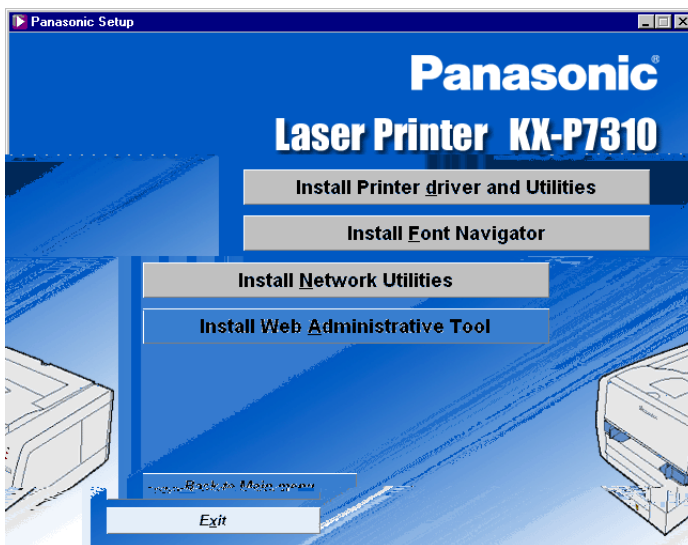 Panasonic Setup
Panasonic®
Laser Printer KX-P7310
Install Printer driver and Utilities
Install Font Navigator
Install Network Utilities
Install Web Administrative Tool
Back to Main menu
Exit